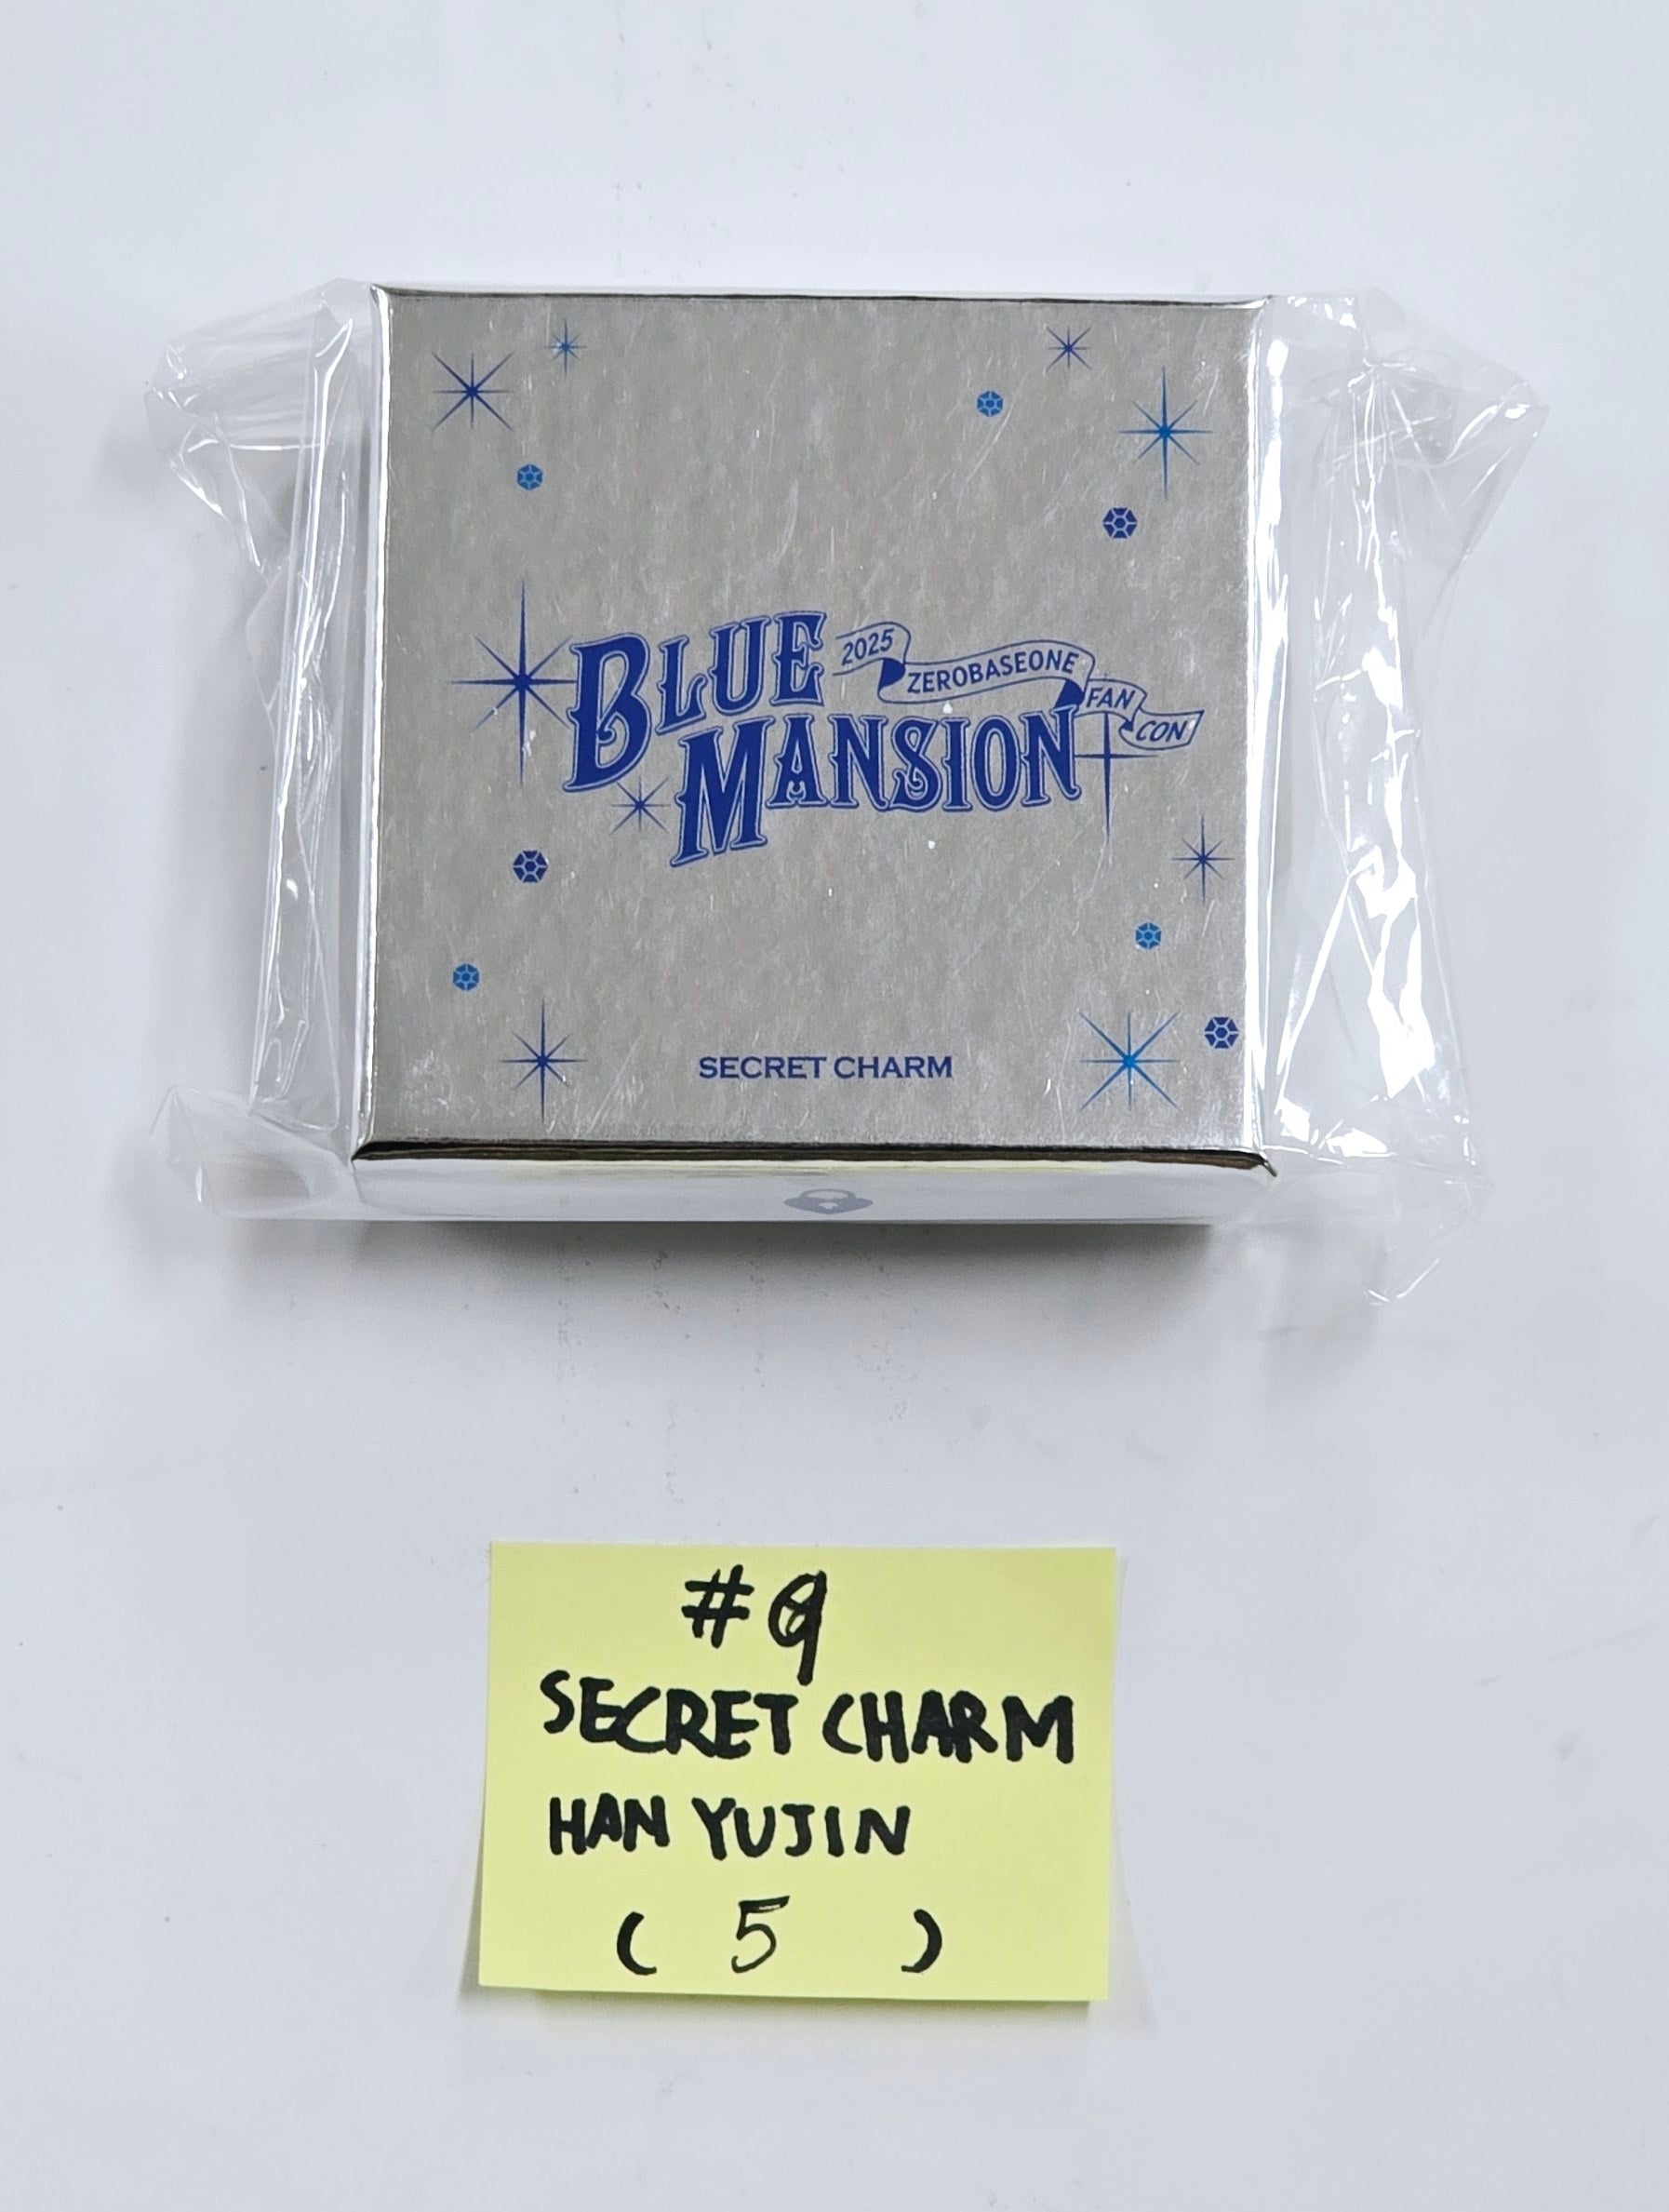 BLUE
2025 ZEROBASEONE FAN CON
MANSION
SECRET CHARM
#9
SECRET CHARM
HAN YUJIN
( 5 )